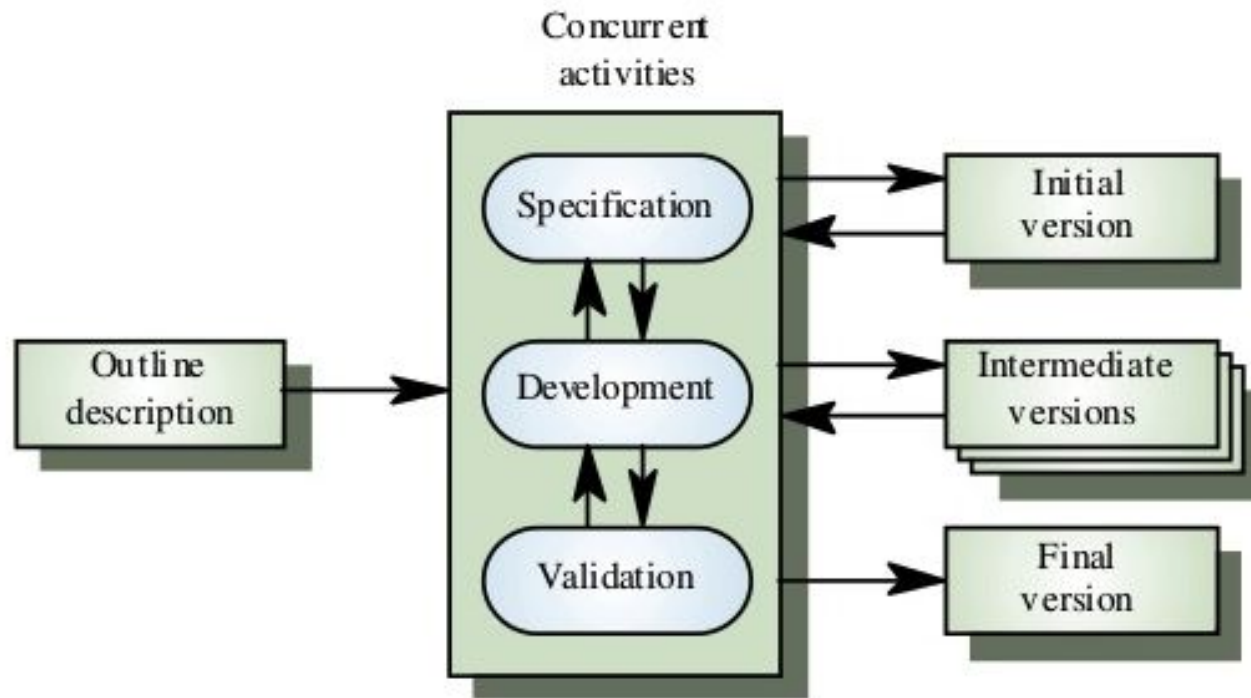 Concurrent
activities
Specification
Initial
version
Outline
description
Development
Intermediate
versions
Validation
Final
version